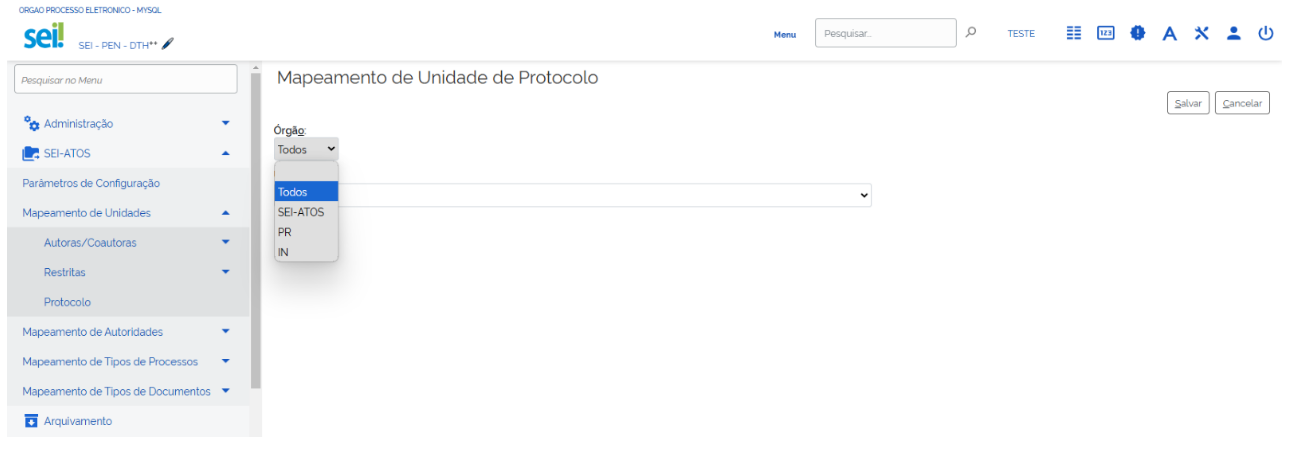 ORGAO PROCESSO ELETRONICO - MYSQL
sei!
SEI - PEN - DTH**
Menu
Pesquisar...
TESTE
123
A
Pesquisar no Menu
Administração
SEI-ATOS
Parâmetros de Configuração
Mapeamento de Unidades
Autoras/Coautoras
Restritas
Protocolo
Mapeamento de Autoridades
Mapeamento de Tipos de Processos
Mapeamento de Tipos de Documentos
Arquivamento
Mapeamento de Unidade de Protocolo
Salvar
Cancelar
Órgão:
Todos
Todos
SEI-ATOS
PR
IN